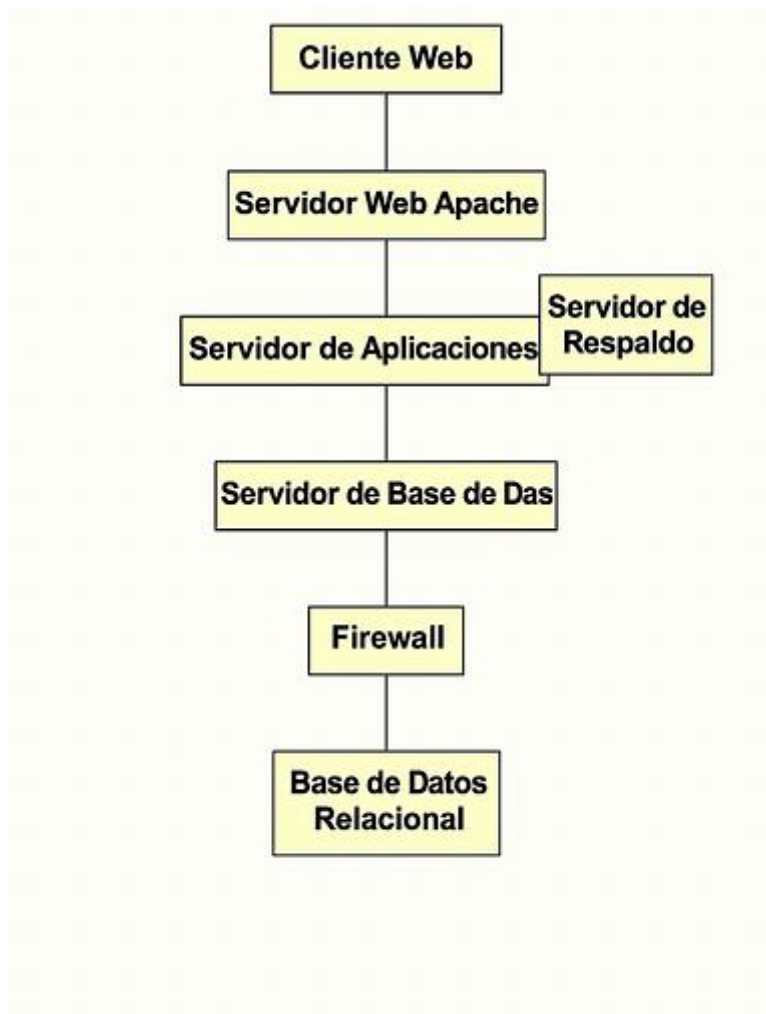 Cliente Web
Servidor Web Apache
Servidor de
Respaldo
Servidor de Aplicaciones
Servidor de Base de Das
Firewall
Base de Datos
Relacional